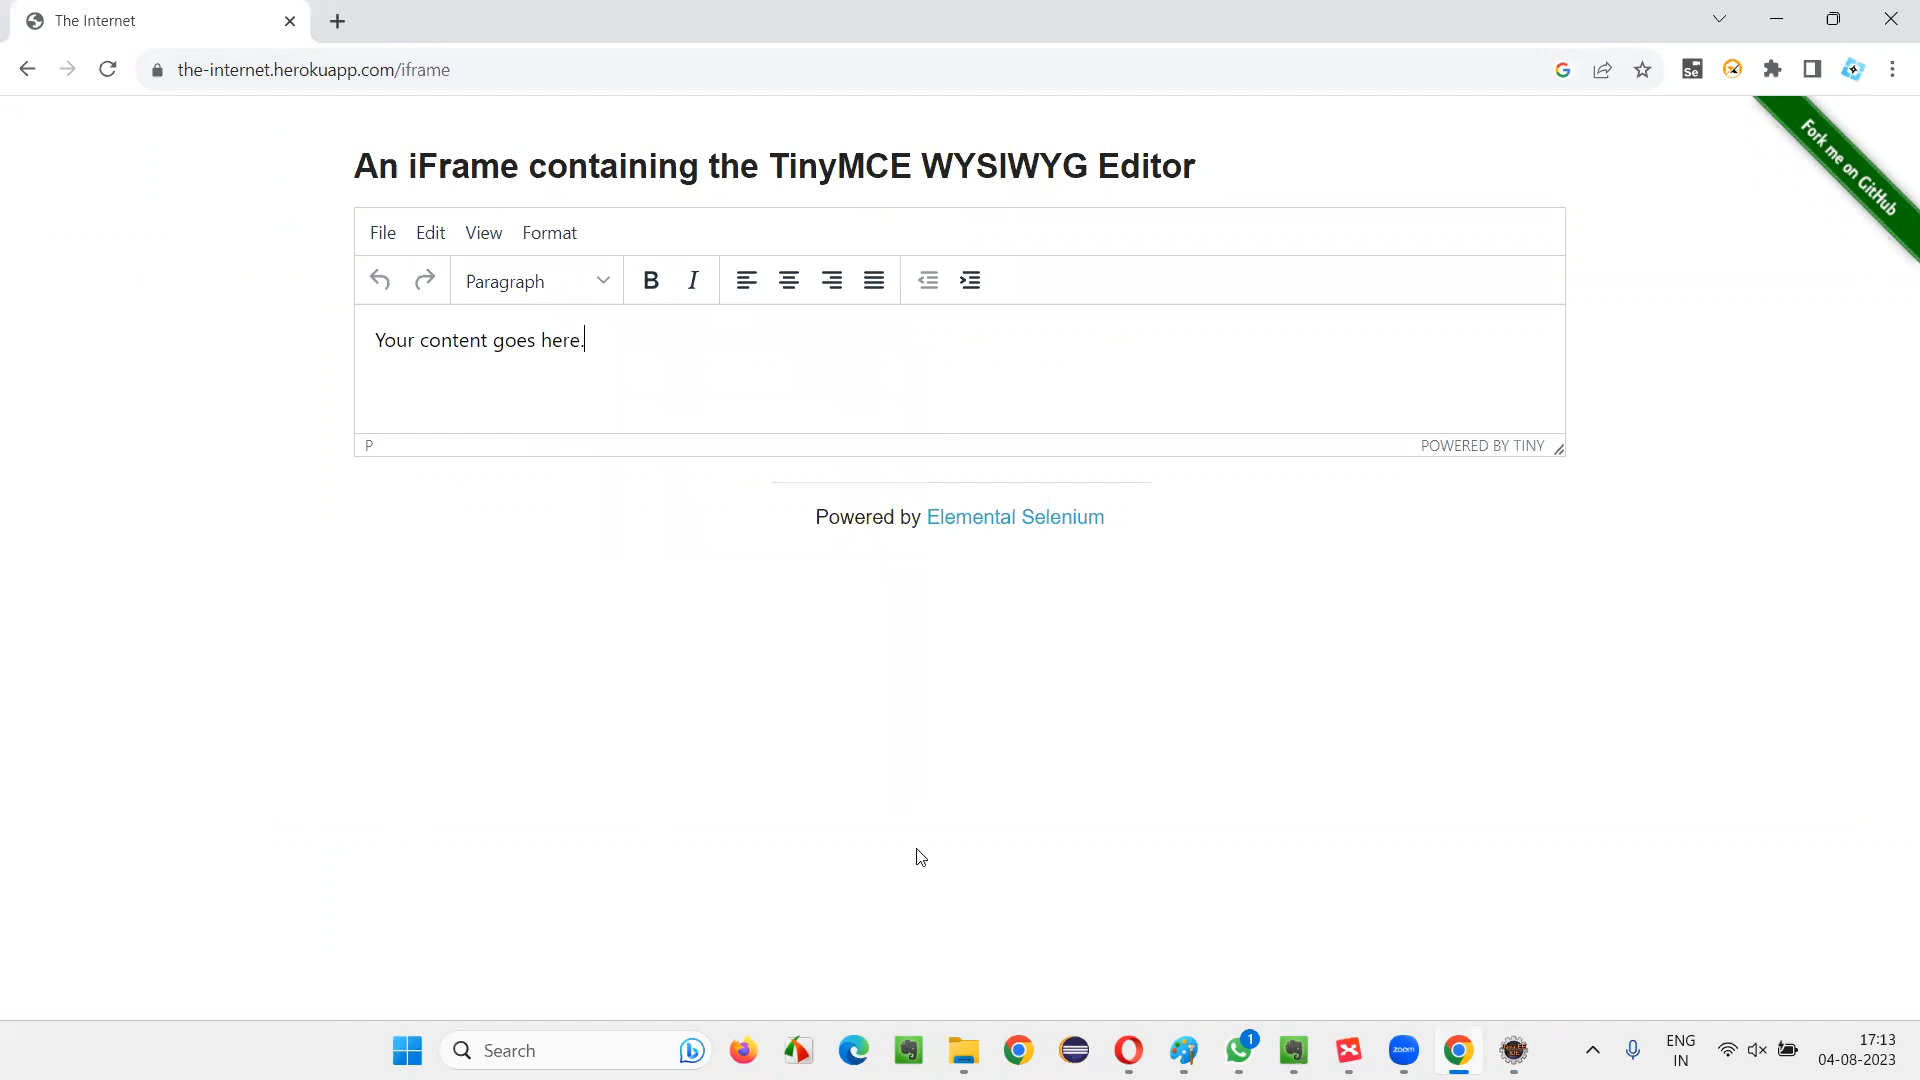 The Internet
the-internet.herokuapp.com/iframe
Fork me on GitHub
An iFrame containing the TinyMCE WYSIWYG Editor
File Edit View Format
Paragraph B I
Your content goes here.
P POWERED BY TINY
Powered by Elemental Selenium
Search
1
zoom
ENG
IN
17:13
04-08-2023